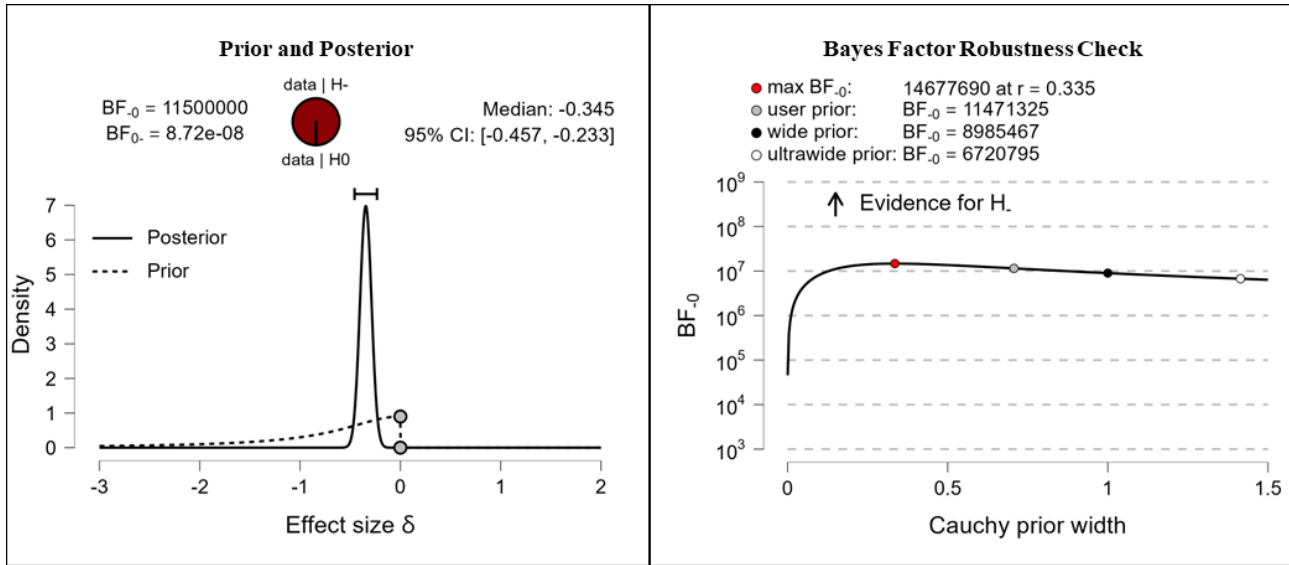 Prior and Posterior
data | H-
BF-0 = 11500000
BF0- = 8.72e-08
data | H0
Median: -0.345
95% CI: [-0.457, -0.233]
Posterior
Prior
Density
7
6
5
4
3
2
1
0
-3 -2 -1 0 1 2
Effect size δ
Bayes Factor Robustness Check
max BF-0: 14677690 at r = 0.335
user prior: BF-0 = 11471325
wide prior: BF-0 = 8985467
ultrawide prior: BF-0 = 6720795
Evidence for H-
BF-0
10^9
10^8
10^7
10^6
10^5
10^4
10^3
0 0.5 1 1.5
Cauchy prior width